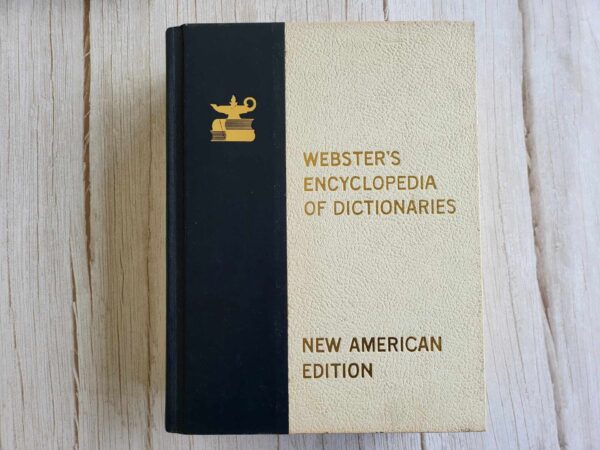 WEBSTER'S
ENCYCLOPEDIA
OF DICTIONARIES
NEW AMERICAN
EDITION